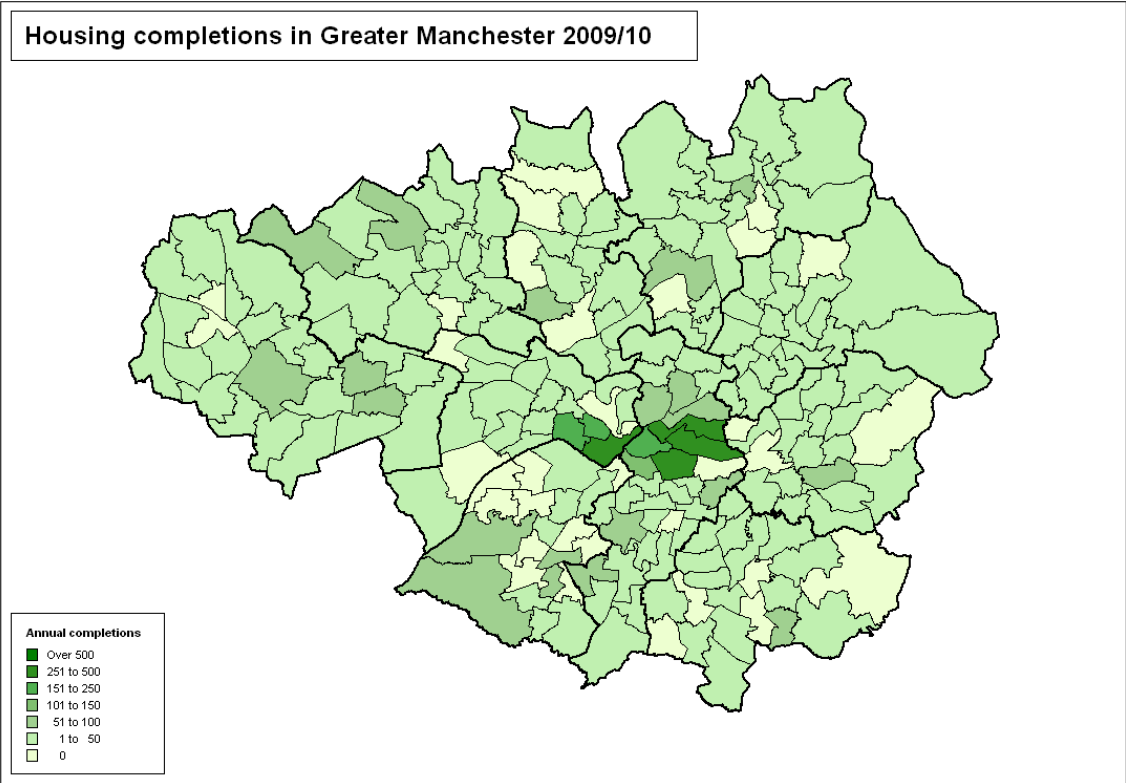 Housing completions in Greater Manchester 2009/10
Annual completions
Over 500
251 to 500
151 to 250
101 to 150
51 to 100
1 to 50
0